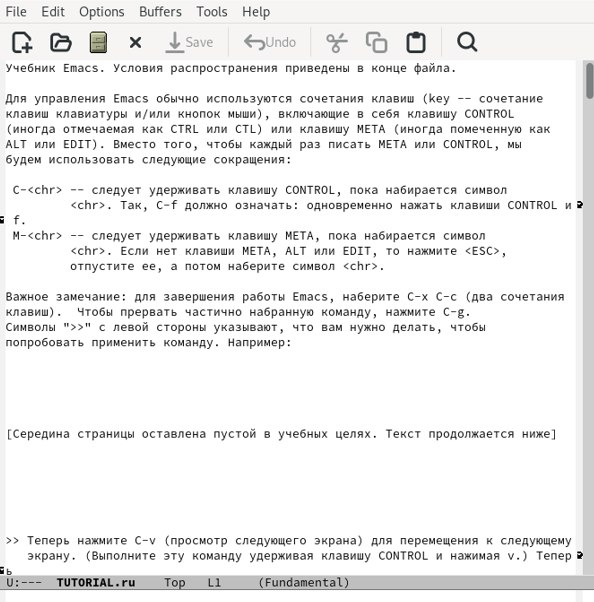 File Edit Options Buffers Tools Help
Save Undo
Учебник Emacs. Условия распространения приведены в конце файла.
Для управления Emacs обычно используются сочетания клавиш (key -- сочетание
клавиш клавиатуры и/или кнопок мыши), включающие в себя клавишу CONTROL
(иногда отмечаемая как CTRL или CTL) или клавишу META (иногда помеченную как
ALT или EDIT). Вместо того, чтобы каждый раз писать META или CONTROL, мы
будем использовать следующие сокращения:
C-<chr> -- следует удерживать клавишу CONTROL, пока набирается символ
<chr>. Так, C-f должно означать: одновременно нажать клавиши CONTROL и
f.
M-<chr> -- следует удерживать клавишу META, пока набирается символ
<chr>. Если нет клавиши META, ALT или EDIT, то нажмите <ESC>,
отпустите ее, а потом наберите символ <chr>.
Важное замечание: для завершения работы Emacs, наберите C-x C-c (два сочетания
клавиш).  Чтобы прервать частично набранную команду, нажмите C-g.
Символы ">>" с левой стороны указывают, что вам нужно делать, чтобы
попробовать применить команду. Например:
[Середина страницы оставлена пустой в учебных целях. Текст продолжается ниже]
>> Теперь нажмите C-v (просмотр следующего экрана) для перемещения к следующему
экрану. (Выполните эту команду удерживая клавишу CONTROL и нажимая v.) Тепер
ь
U:--- TUTORIAL.ru Top L1 (Fundamental)